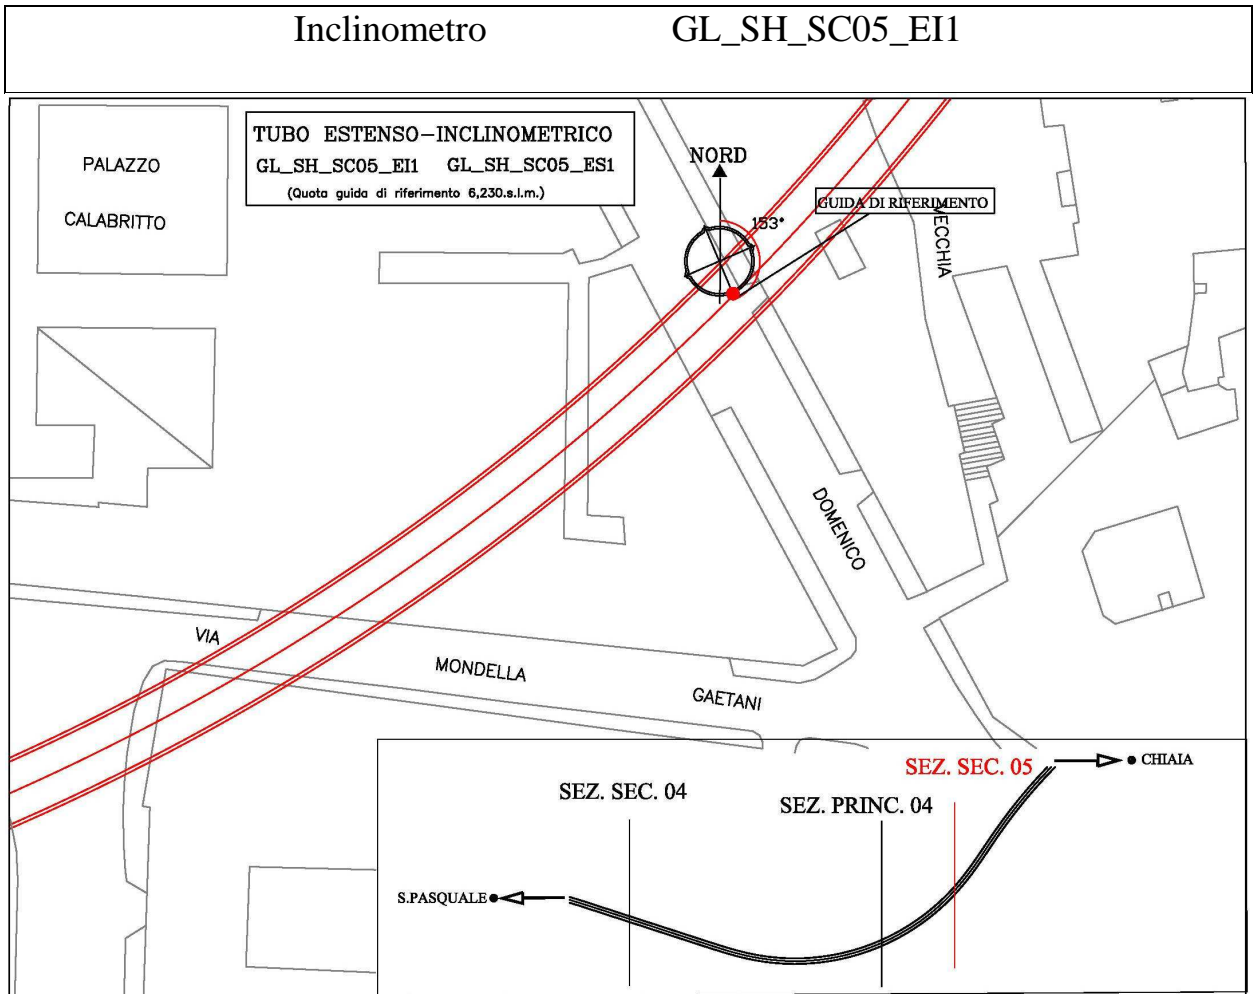 Inclinometro GL_SH_SC05_EI1
TUBO ESTENSO-INCLINOMETRICO
GL_SH_SC05_EI1 GL_SH_SC05_ES1
(Quota guida di riferimento 6,230.s.l.m.)
PALAZZO
CALABRITTO
NORD
153°
GUIDA DI RIFERIMENTO
VECCHIA
DOMENICO
VIA
MONDELLA
GAETANI
SEZ. SEC. 05
CHIAIA
SEZ. SEC. 04
SEZ. PRINC. 04
S.PASQUALE